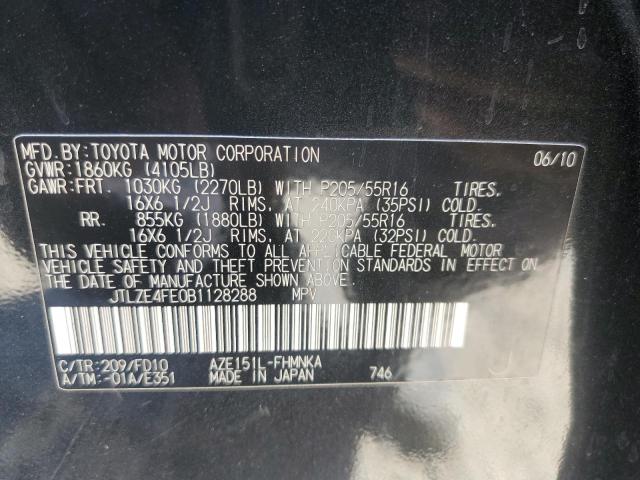 MFD.BY:TOYOTA MOTOR CORPORATION 06/10
GVWR:1860KG (4105LB)
GAWR:FRT. 1030KG (2270LB) WITH P205/55R16 TIRES,
16X6 1/2J RIMS, AT 240KPA (35PSI) COLD.
RR. 855KG (1880LB) WITH P205/55R16 TIRES,
16X6 1/2J RIMS, AT 220KPA (32PSI) COLD.
THIS VEHICLE CONFORMS TO ALL APPLICABLE FEDERAL MOTOR
VEHICLE SAFETY AND THEFT PREVENTION STANDARDS IN EFFECT ON
THE DATE OF MANUFACTURE SHOWN ABOVE.
JTLZE4FE0B1128288 MPV
C/TR:209/FD10 AZE151L-FHMNKA
A/TM:-01A/E351 MADE IN JAPAN 746